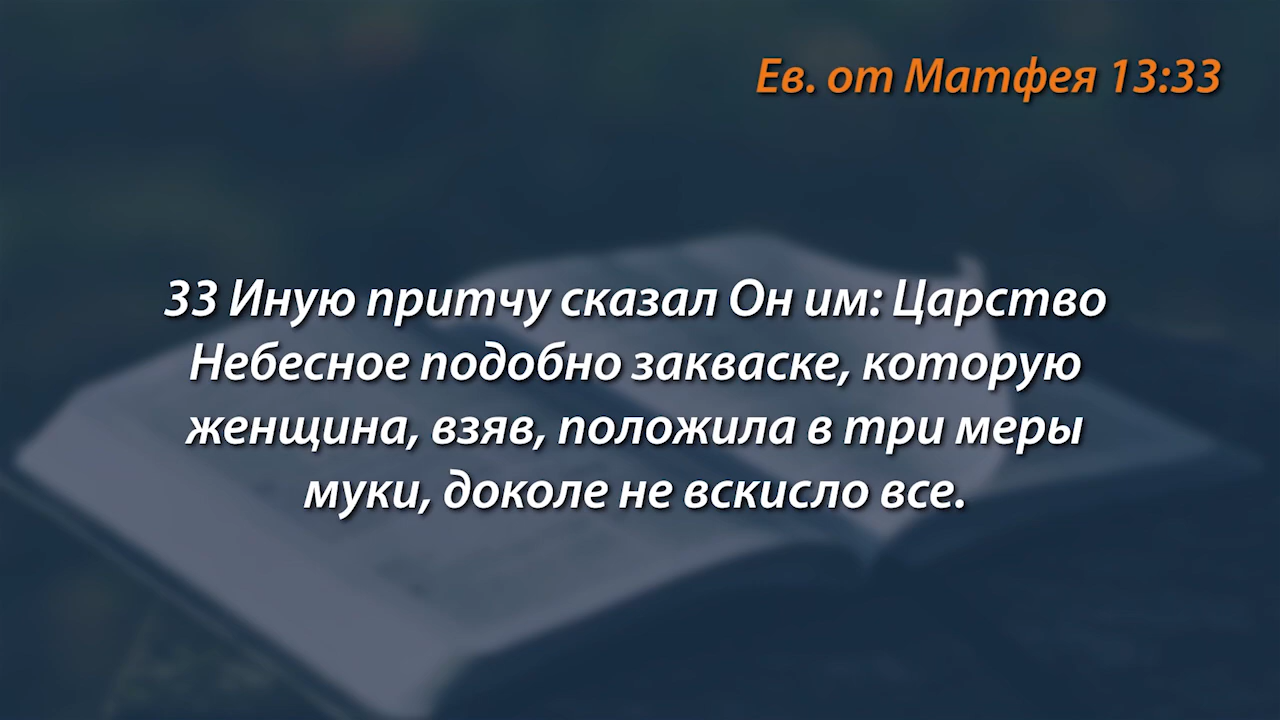 Ев. от Матфея 13:33
33 Иную притчу сказал Он им: Царство
Небесное подобно закваске, которую
женщина, взяв, положила в три меры
муки, доколе не вскисло все.